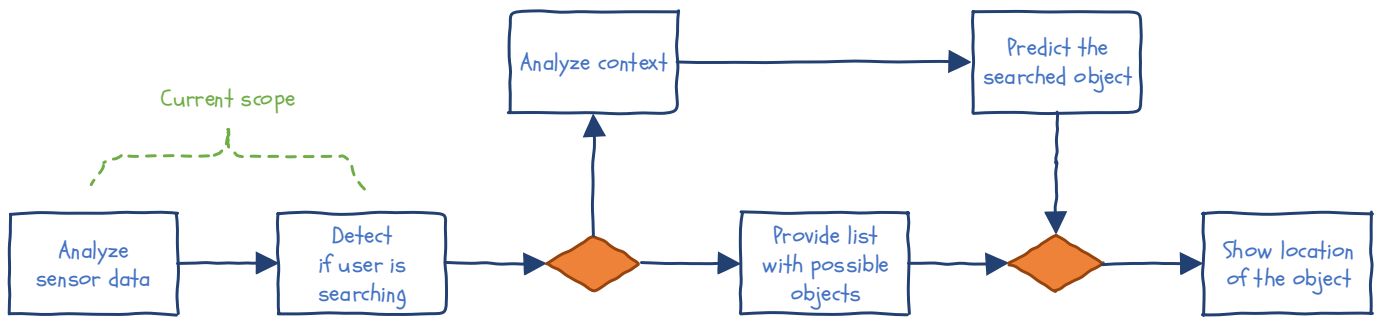 Analyze context
Predict the
searched object
Current scope
Analyze
sensor data
Detect
if user is
searching
Provide list
with possible
objects
Show location
of the object